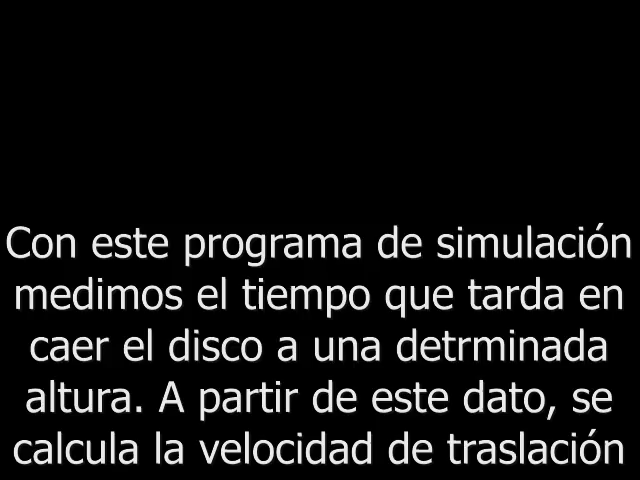 Con este programa de simulación
medimos el tiempo que tarda en
caer el disco a una detrminada
altura. A partir de este dato, se
calcula la velocidad de traslación